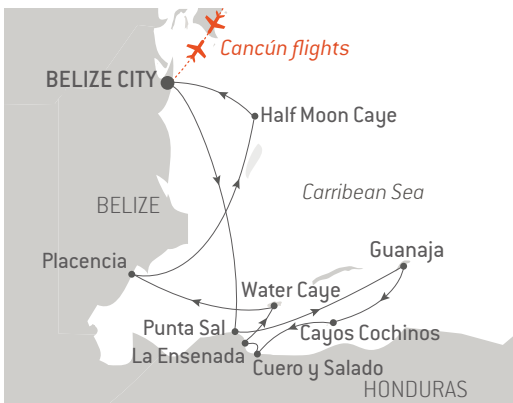 Cancún flights
BELIZE CITY
Half Moon Caye
Carribean Sea
BELIZE
Guanaja
Placencia
Water Caye
Punta Sal
Cayos Cochinos
La Ensenada
Cuero y Salado
HONDURAS